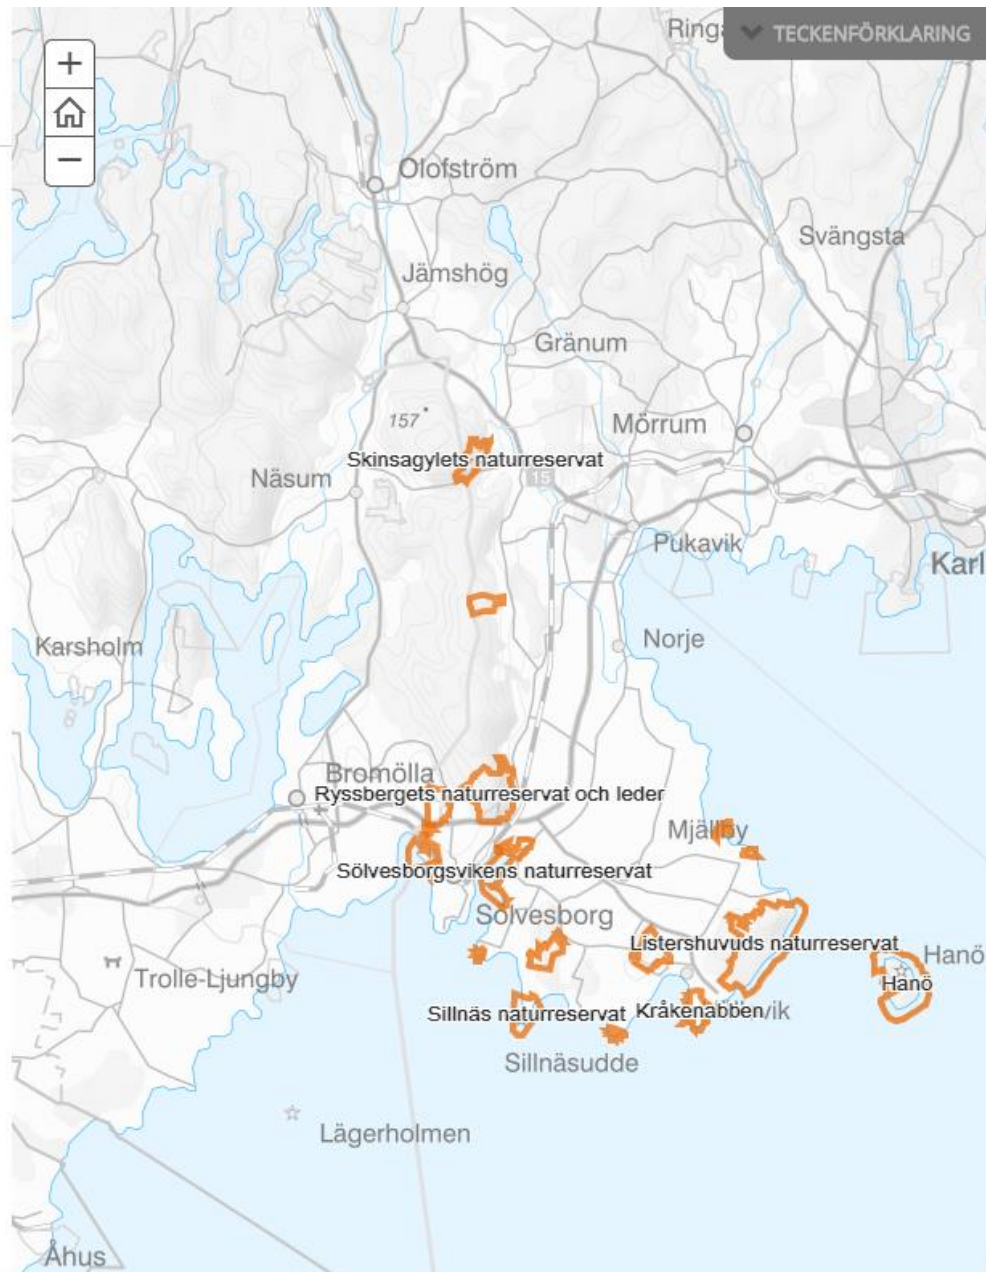 Ringa
TECKENFÖRKLARING
Olofström
Svängsta
Jämshög
Gränum
157
Mörrum
Skinsagylets naturreservat
Näsum
15
Pukavik
Karl
Norje
Karsholm
Bromölla
Ryssbergets naturreservat och leder
Mjällby
Sölvesborgsvikens naturreservat
Sölvesborg
Listershuvuds naturreservat
Hanö
Trolle-Ljungby
Hanö
Sillnäs naturreservat
Kråkenabben
vik
Sillnäsudde
Lägerholmen
Åhus